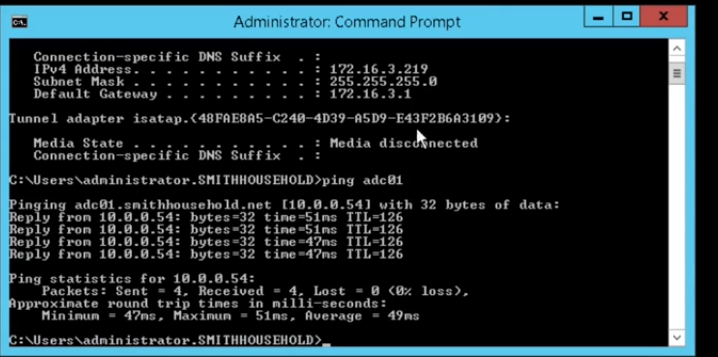 Administrator: Command Prompt
Connection-specific DNS Suffix . :
IPv4 Address. . . . . . . . . . . : 172.16.3.219
Subnet Mask . . . . . . . . . . . : 255.255.255.0
Default Gateway . . . . . . . . . : 172.16.3.1
Tunnel adapter isatap.{48FAE8A5-C240-4D39-A5D9-E43F2B6A3109}:
Media State . . . . . . . . . . . : Media disconnected
Connection-specific DNS Suffix . :
C:\Users\administrator.SMITHHOUSEHOLD>ping adc01
Pinging adc01.smithhousehold.net [10.0.0.54] with 32 bytes of data:
Reply from 10.0.0.54: bytes=32 time=51ms TTL=126
Reply from 10.0.0.54: bytes=32 time=51ms TTL=126
Reply from 10.0.0.54: bytes=32 time=47ms TTL=126
Reply from 10.0.0.54: bytes=32 time=47ms TTL=126
Ping statistics for 10.0.0.54:
Packets: Sent = 4, Received = 4, Lost = 0 (0% loss),
Approximate round trip times in milli-seconds:
Minimum = 47ms, Maximum = 51ms, Average = 49ms
C:\Users\administrator.SMITHHOUSEHOLD>_